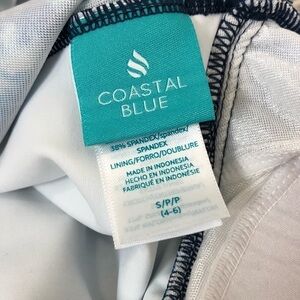 COASTAL
BLUE
38% SPANDEX/spandex/
SPANDEX
LINING/FORRO/DOUBLURE
MADE IN INDONESIA
HECHO EN INDONESIA
FABRIQUÉ EN INDONÉSIE
S/P/P
(4-6)